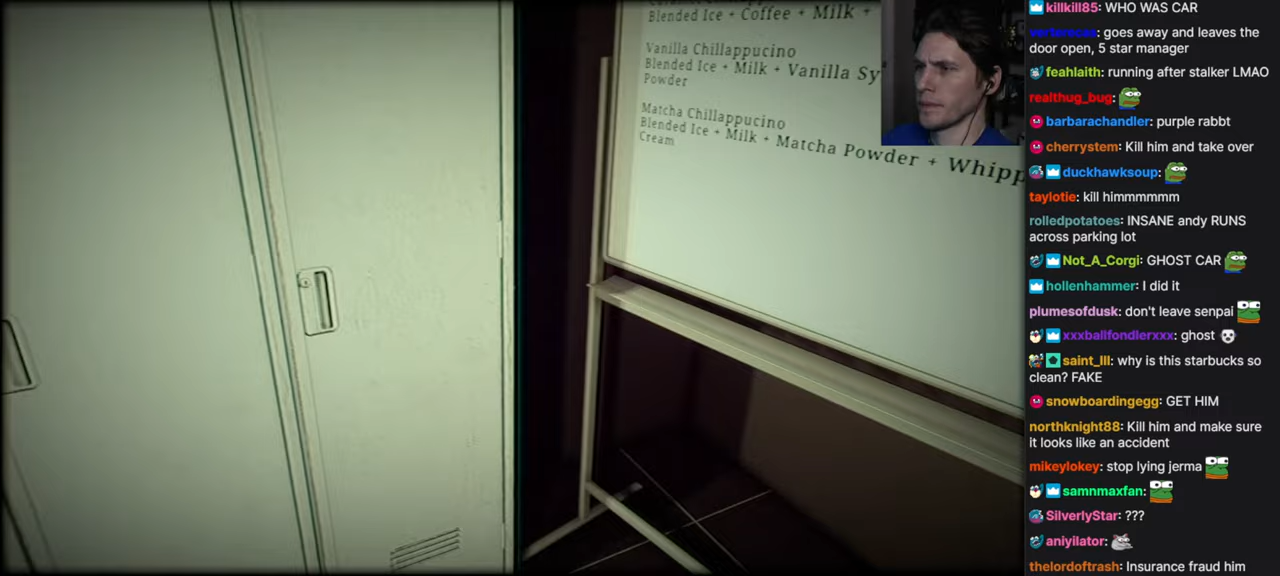 Blended Ice + Coffee + Milk +
Vanilla Chillappucino
Blended Ice + Milk + Vanilla Sy
Powder
Matcha Chillappucino
Blended Ice + Milk + Matcha Powder + Whipp
Cream
killkill85: WHO WAS CAR
goes away and leaves the
door open, 5 star manager
feahlaith: running after stalker LMAO
realthug_bug:
barbarachandler: purple rabbt
cherrystem: Kill him and take over
duckhawksoup:
taylotie: kill himmmmmm
rolledpotatoes: INSANE andy RUNS
across parking lot
Not_A_Corgi: GHOST CAR
hollenhammer: I did it
plumesofdusk: don't leave senpai
xxxballfondlerxxx: ghost
saint_lll: why is this starbucks so
clean? FAKE
snowboardingegg: GET HIM
northknight88: Kill him and make sure
it looks like an accident
mikeylokey: stop lying jerma
samnmaxfan:
SilverlyStar: ???
aniyilator:
thelordoftrash: Insurance fraud him